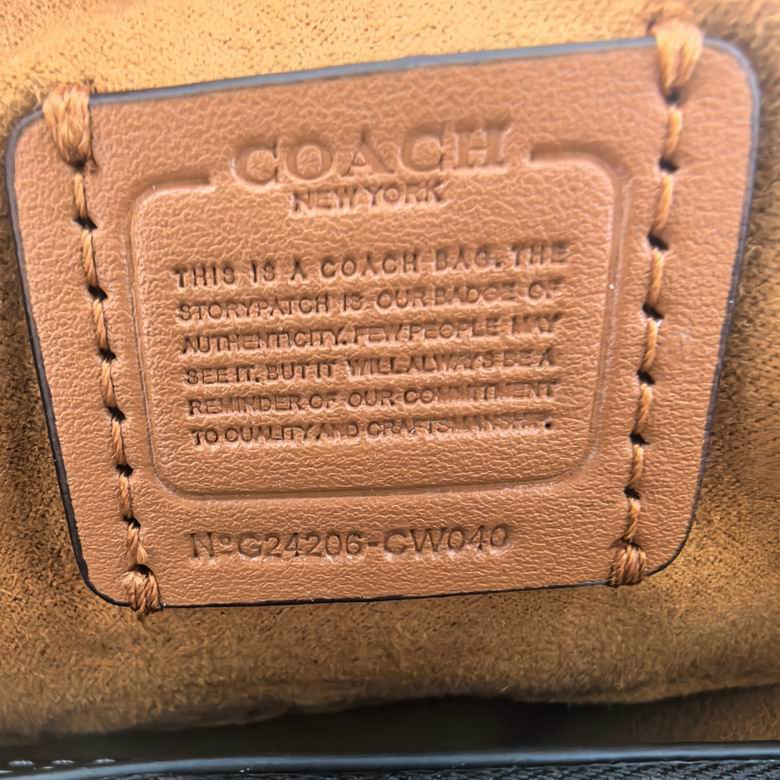 COACH
NEW YORK
THIS IS A COACH BAG. THE
STORYPATCH IS OUR BADGE OF
AUTHENTICITY. FEW PEOPLE MAY
SEE IT, BUT IT WILL ALWAYS BE A
REMINDER OF OUR COMMITMENT
TO QUALITY AND CRAFTSMANSHIP.
Nº G24206-CW040